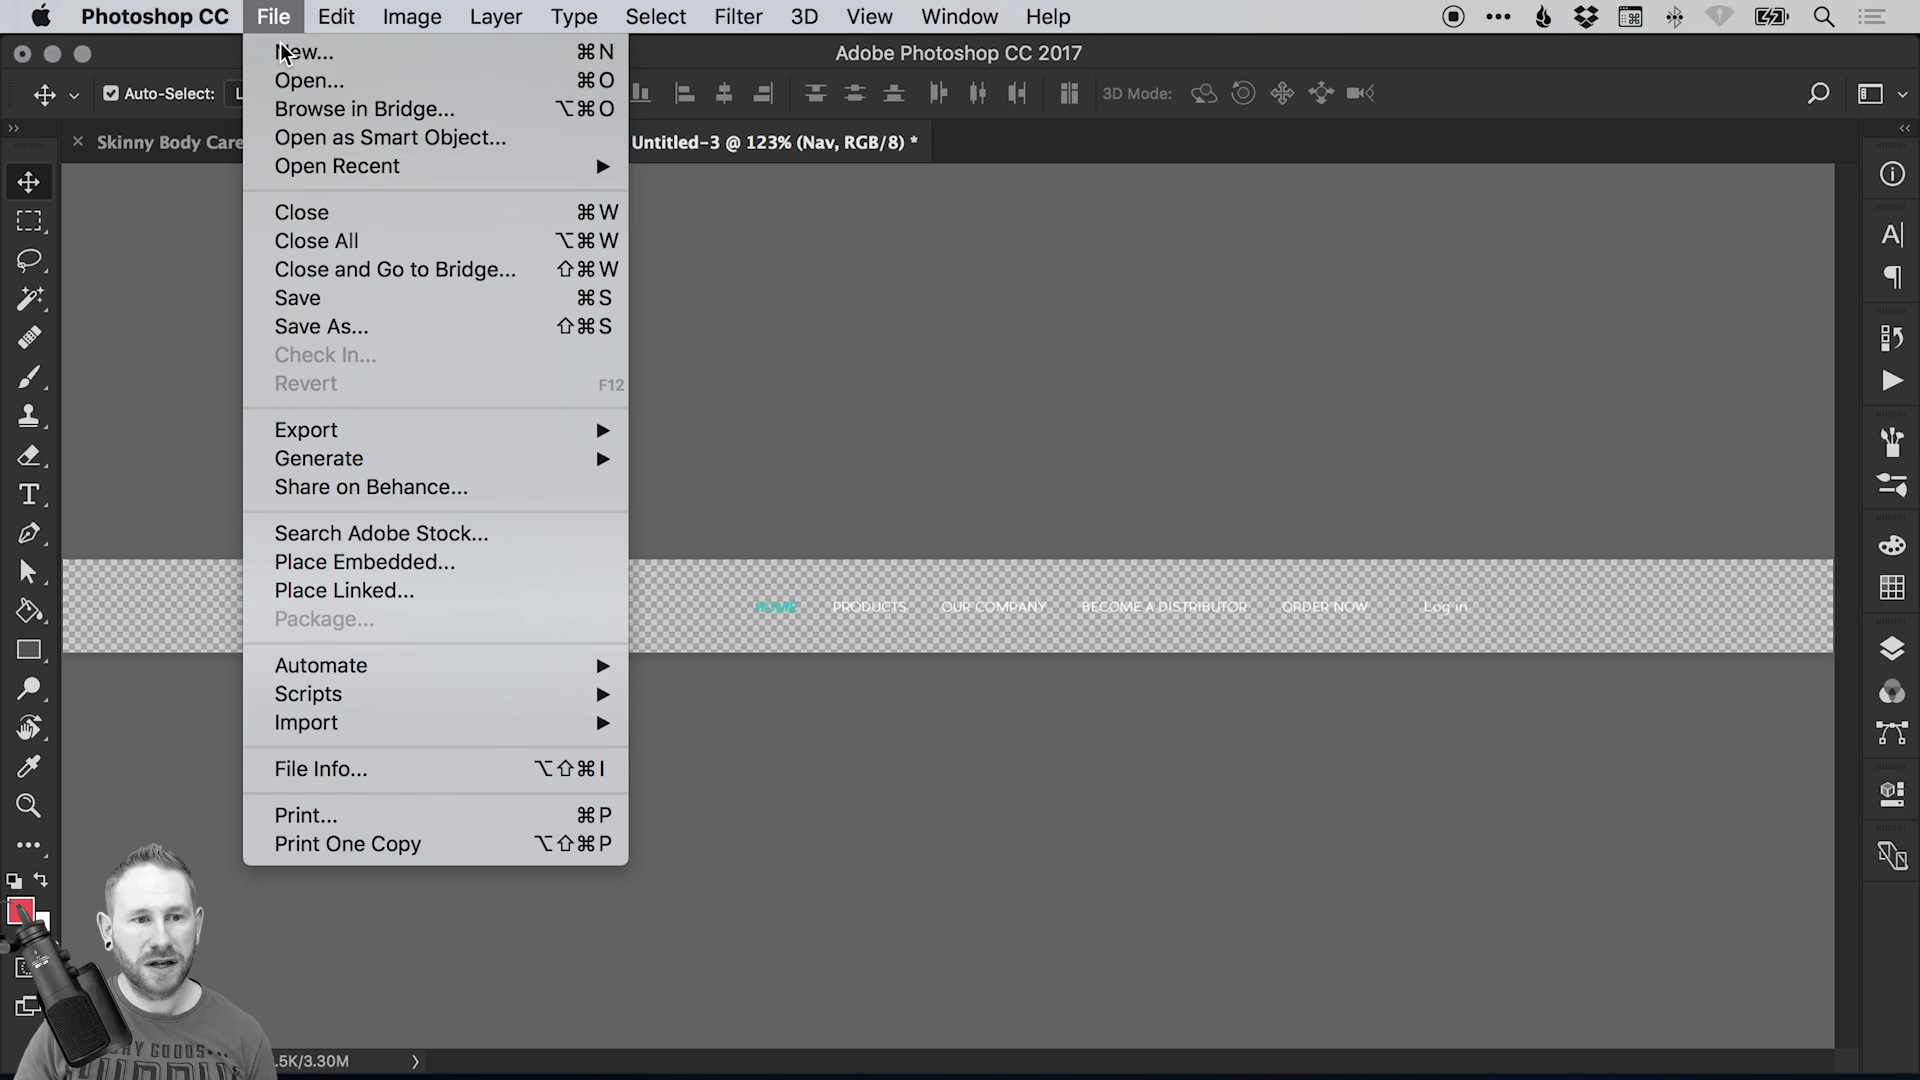 Photoshop CC File Edit Image Layer Type Select Filter 3D View Window Help
Adobe Photoshop CC 2017
Auto-Select:
3D Mode:
Skinny Body Care
Untitled-3 @ 123% (Nav, RGB/8) *
New... ⌘N
Open... ⌘O
Browse in Bridge... ⌥⌘O
Open as Smart Object...
Open Recent ▶
Close ⌘W
Close All ⌥⌘W
Close and Go to Bridge... ⇧⌘W
Save ⌘S
Save As... ⇧⌘S
Check In...
Revert F12
Export ▶
Generate ▶
Share on Behance...
Search Adobe Stock...
Place Embedded...
Place Linked...
Package...
Automate ▶
Scripts ▶
Import ▶
File Info... ⌥⇧⌘I
Print... ⌘P
Print One Copy ⌥⇧⌘P
HOME PRODUCTS OUR COMPANY BECOME A DISTRIBUTOR ORDER NOW Log in
.5K/3.30M
GOODS